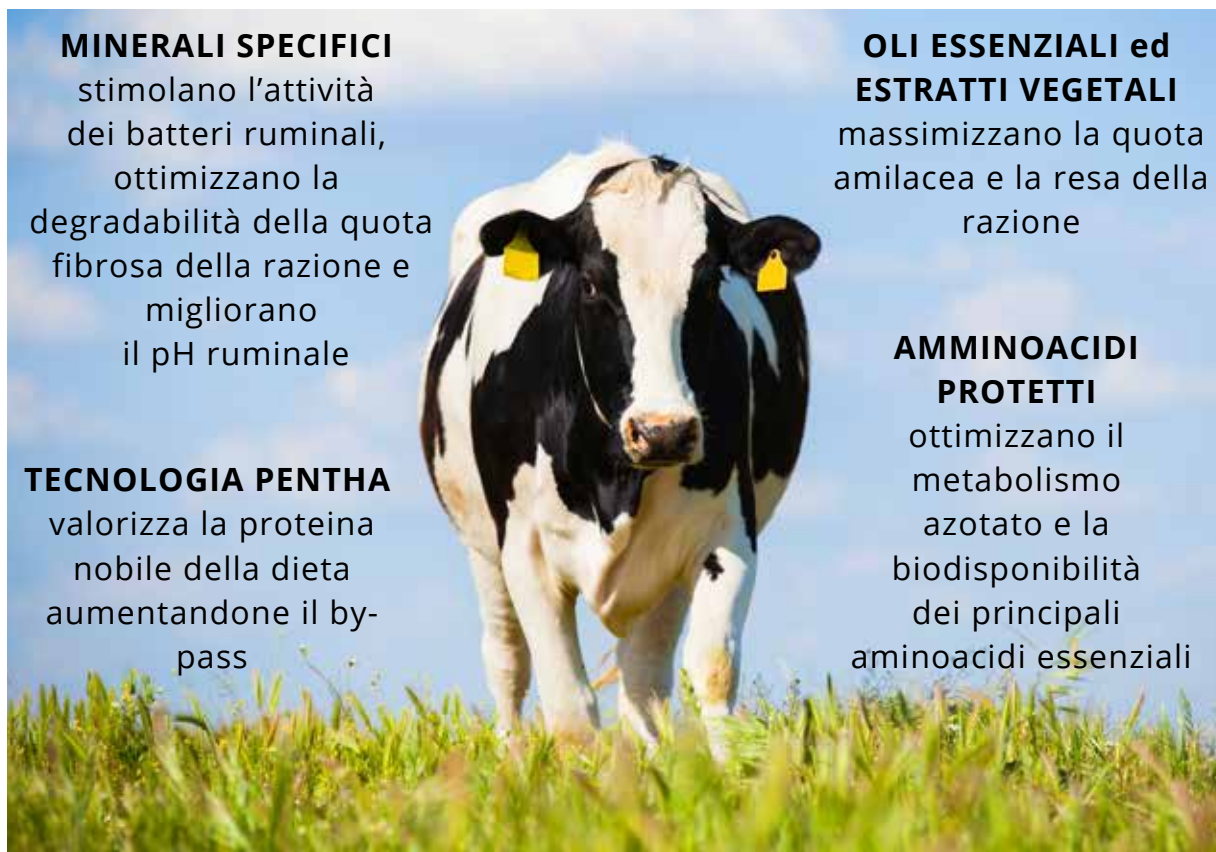 MINERALI SPECIFICI
stimolano l’attività
dei batteri ruminali,
ottimizzano la
degradabilità della quota
fibrosa della razione e
migliorano
il pH ruminale
TECNOLOGIA PENTHA
valorizza la proteina
nobile della dieta
aumentandone il by-
pass
OLI ESSENZIALI ed
ESTRATTI VEGETALI
massimizzano la quota
amilacea e la resa della
razione
AMMINOACIDI
PROTETTI
ottimizzano il
metabolismo
azotato e la
biodisponibilità
dei principali
aminoacidi essenziali